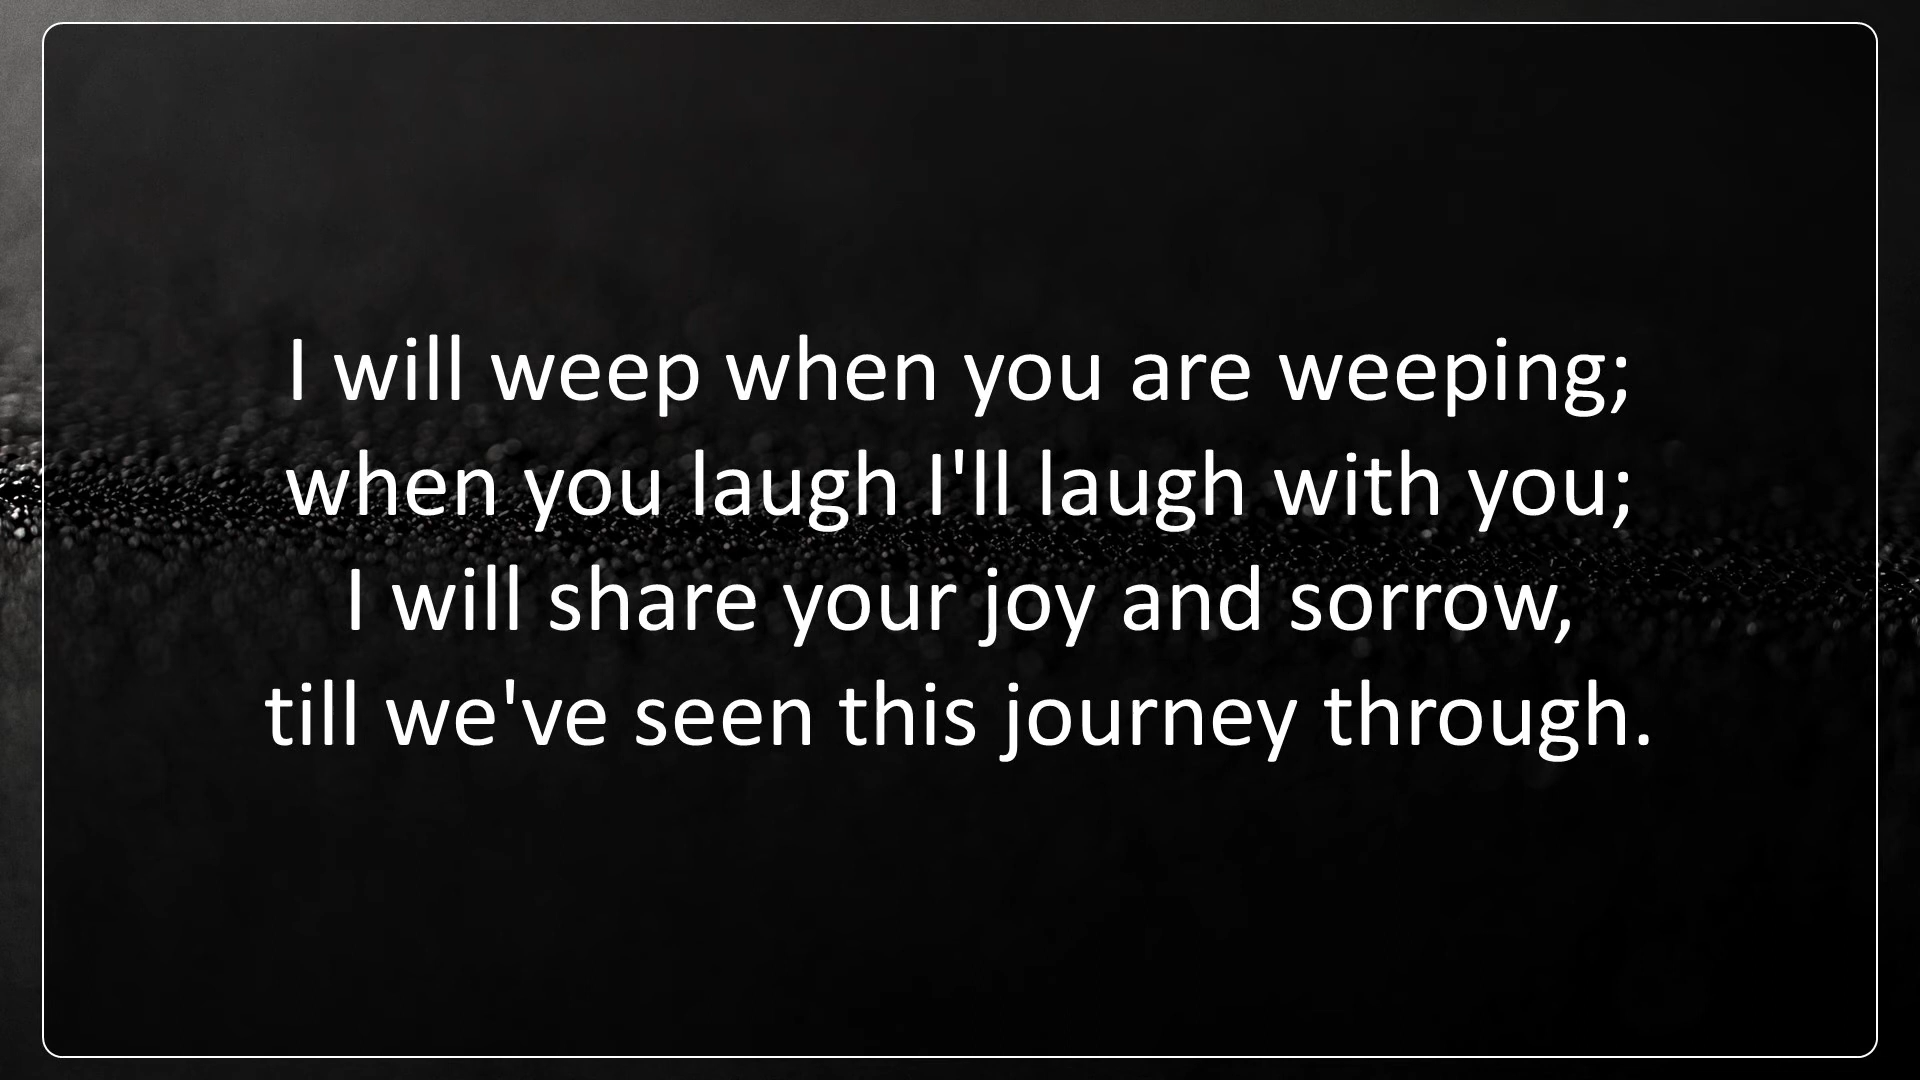 I will weep when you are weeping;
when you laugh I'll laugh with you;
I will share your joy and sorrow,
till we've seen this journey through.